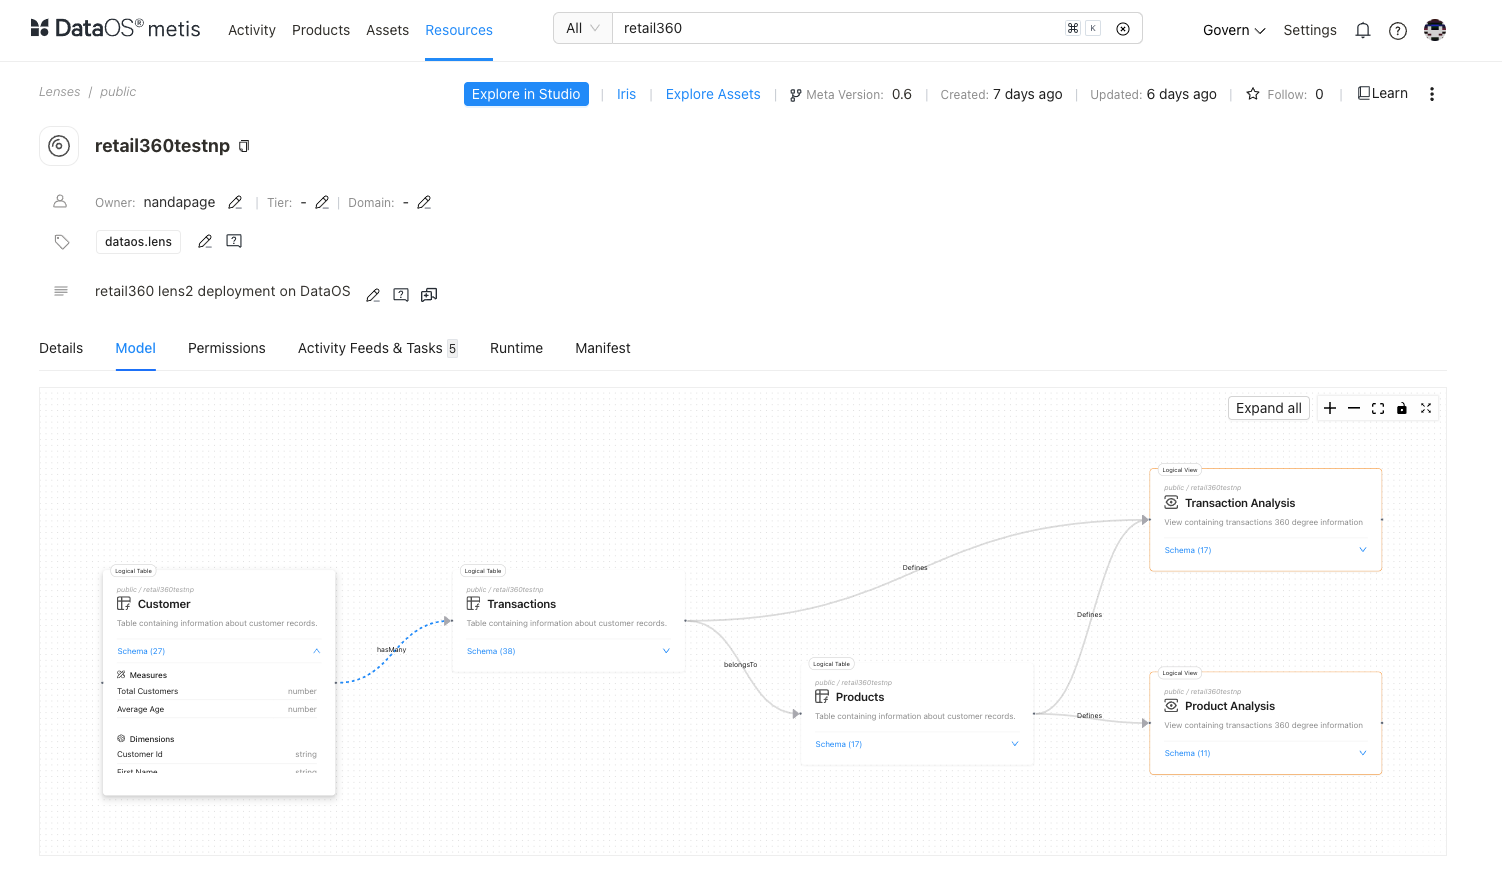 DataOS® metis
Activity Products Assets Resources
All retail360 ⌘ K
Govern Settings
Lenses / public
Explore in Studio | Iris | Explore Assets | Meta Version: 0.6 | Created: 7 days ago | Updated: 6 days ago | Follow: 0 | Learn
retail360testnp
Owner: nandapage | Tier: - | Domain: -
dataos.lens
retail360 lens2 deployment on DataOS
Details Model Permissions Activity Feeds & Tasks 5 Runtime Manifest
Expand all
Logical Table
public / retail360testnp
Customer
Table containing information about customer records.
Schema (27)
Measures
Total Customers number
Average Age number
Dimensions
Customer Id string
First Name string
hasMany
Logical Table
public / retail360testnp
Transactions
Table containing information about customer records.
Schema (38)
belongsTo
Defines
Logical Table
public / retail360testnp
Products
Table containing information about customer records.
Schema (17)
Defines
Defines
Logical View
public / retail360testnp
Transaction Analysis
View containing transactions 360 degree information
Schema (17)
Logical View
public / retail360testnp
Product Analysis
View containing transactions 360 degree information
Schema (11)